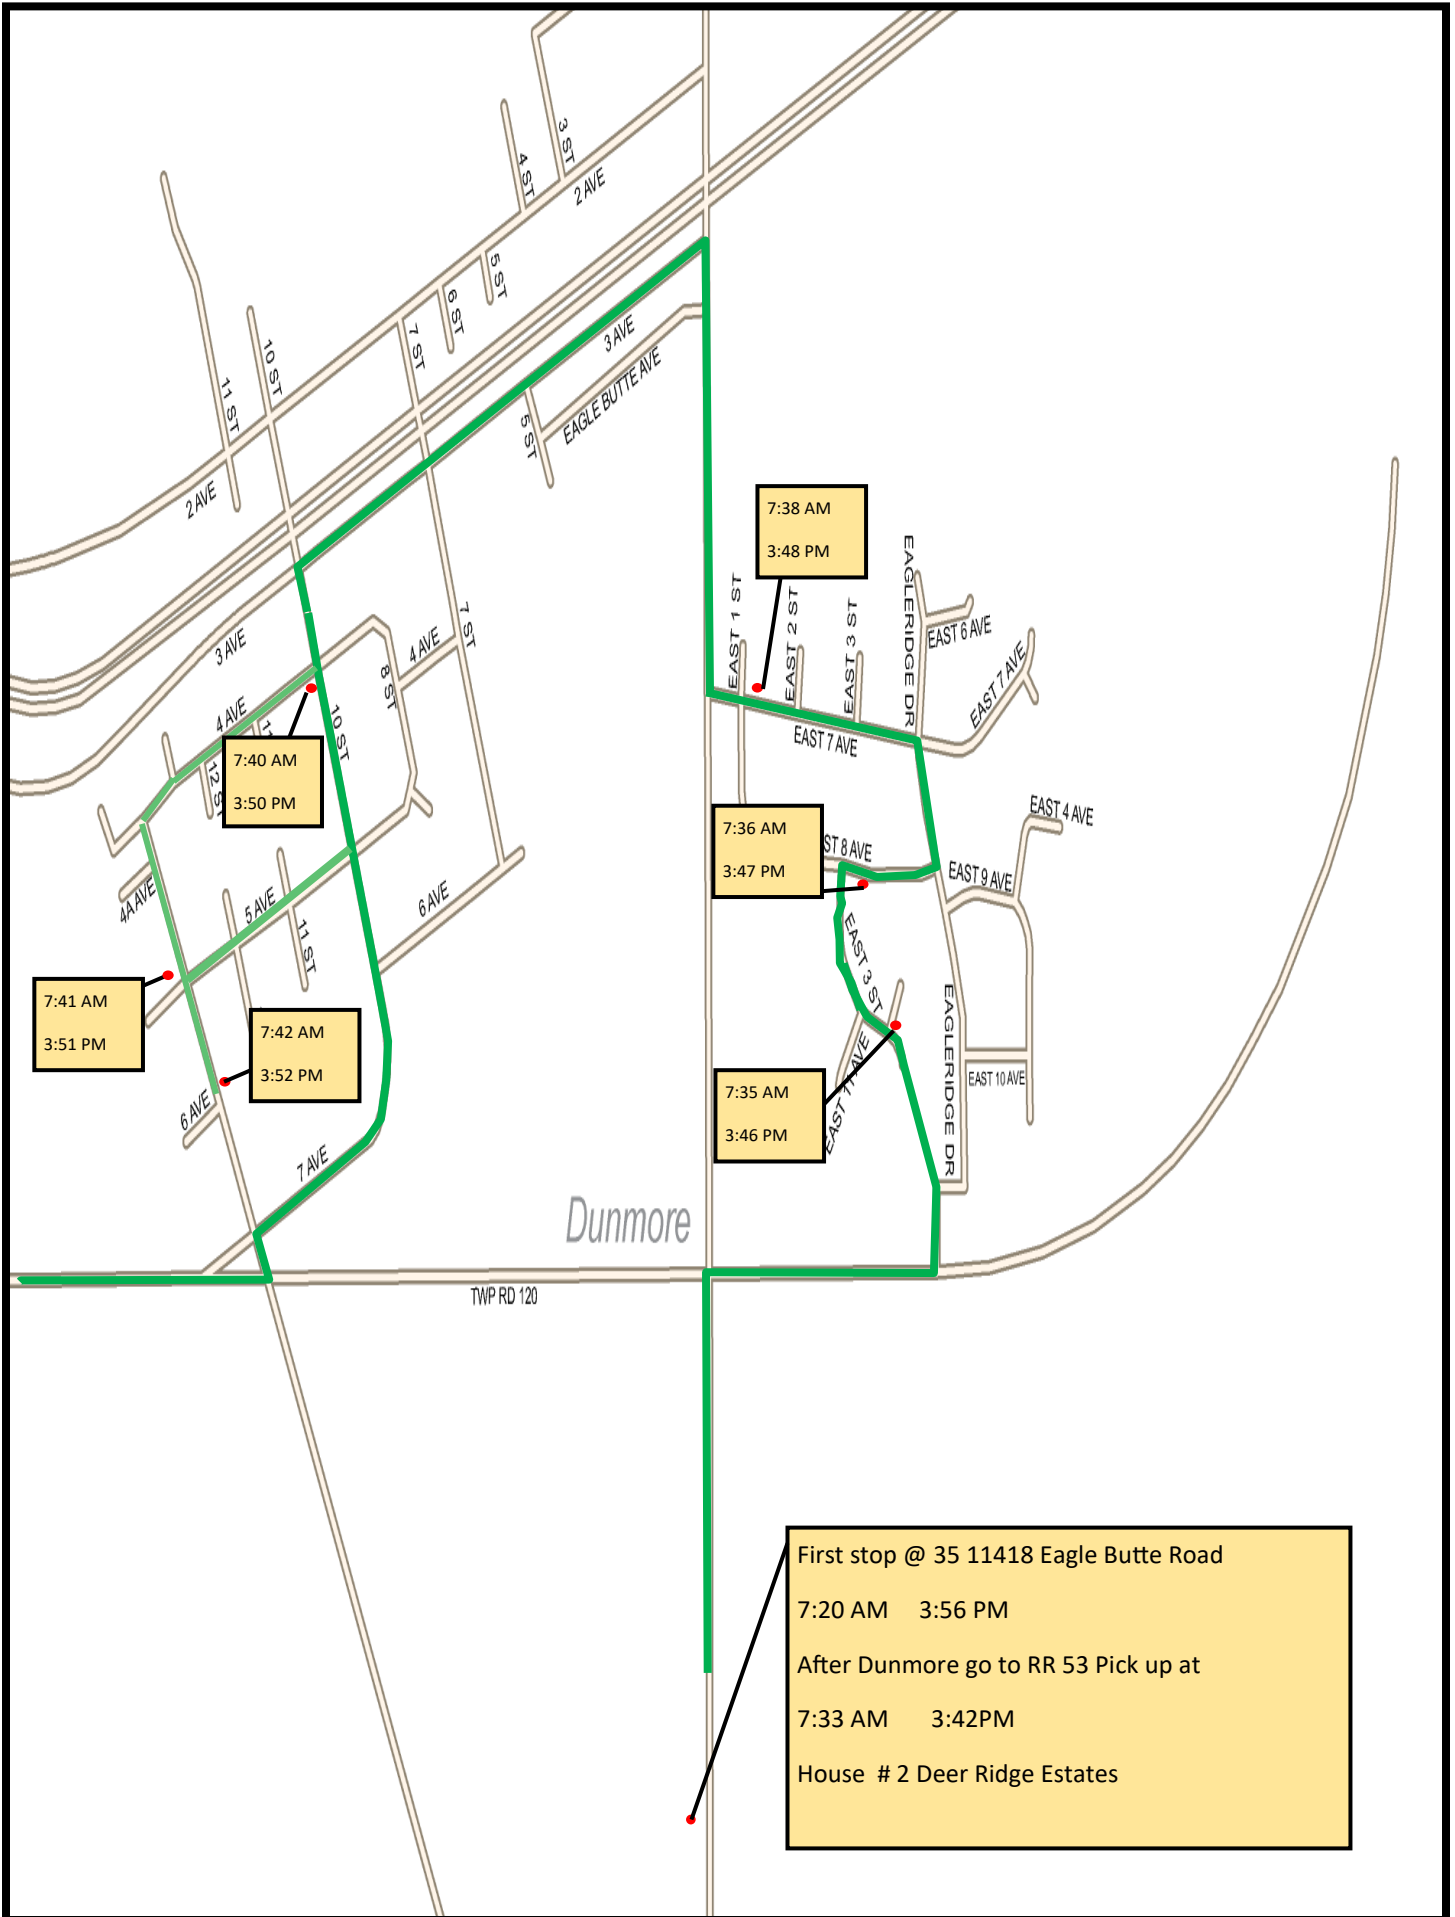 3 ST
4 ST
2 AVE
5 ST
6 ST
7 ST
10 ST
11 ST
2 AVE
3 AVE
EAGLE BUTTE AVE
5 ST
7:38 AM
3:48 PM
EAGLERIDGE DR
EAST 1 ST
EAST 2 ST
EAST 3 ST
EAST 6 AVE
EAST 7 AVE
EAST 7 AVE
3 AVE
4 AVE
7 ST
8 ST
4 AVE
10 ST
11
12 S
7:40 AM
3:50 PM
7:36 AM
3:47 PM
ST 8 AVE
EAST 4 AVE
EAST 9 AVE
4A AVE
5 AVE
11 ST
6 AVE
EAST 3 ST
7:41 AM
3:51 PM
7:42 AM
3:52 PM
EAGLERIDGE DR
EAST 10 AVE
7:35 AM
3:46 PM
6 AVE
7 AVE
Dunmore
TWP RD 120
First stop @ 35 11418 Eagle Butte Road
7:20 AM 3:56 PM
After Dunmore go to RR 53 Pick up at
7:33 AM 3:42PM
House # 2 Deer Ridge Estates